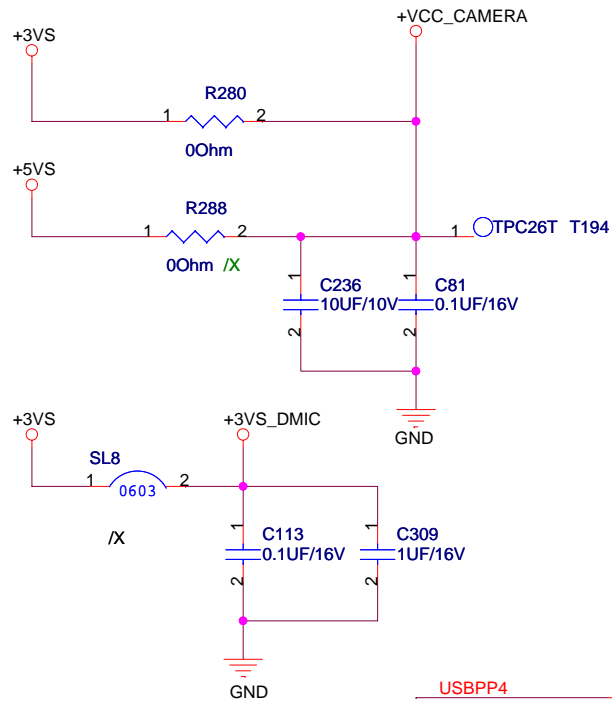 +VCC_CAMERA
+3VS
R280
1 2
0Ohm
+5VS
R288
1 2
0Ohm /X
1 TPC26T T194
1 1
C236 C81
10UF/10V 0.1UF/16V
2 2
GND
+3VS +3VS_DMIC
SL8
1 2
0603
/X
1 1
C113 C309
0.1UF/16V 1UF/16V
2 2
GND
USBPP4